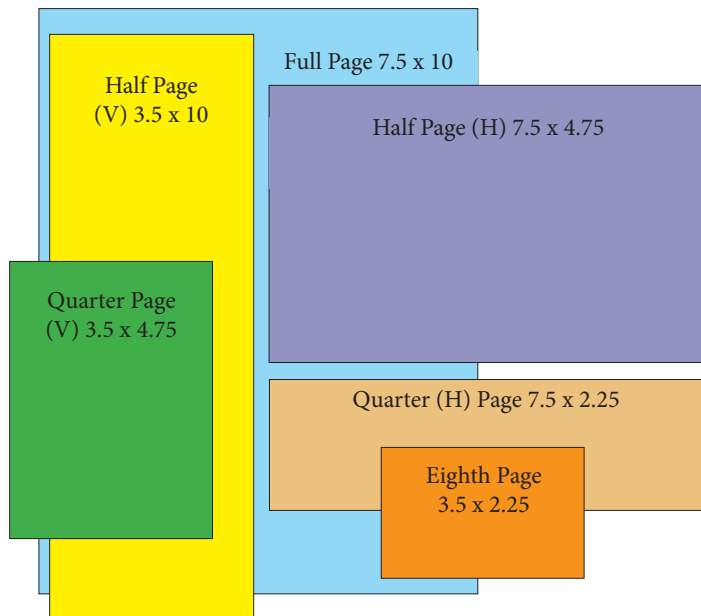 Full Page 7.5 x 10
Half Page
(V) 3.5 x 10
Half Page (H) 7.5 x 4.75
Quarter Page
(V) 3.5 x 4.75
Quarter (H) Page 7.5 x 2.25
Eighth Page
3.5 x 2.25